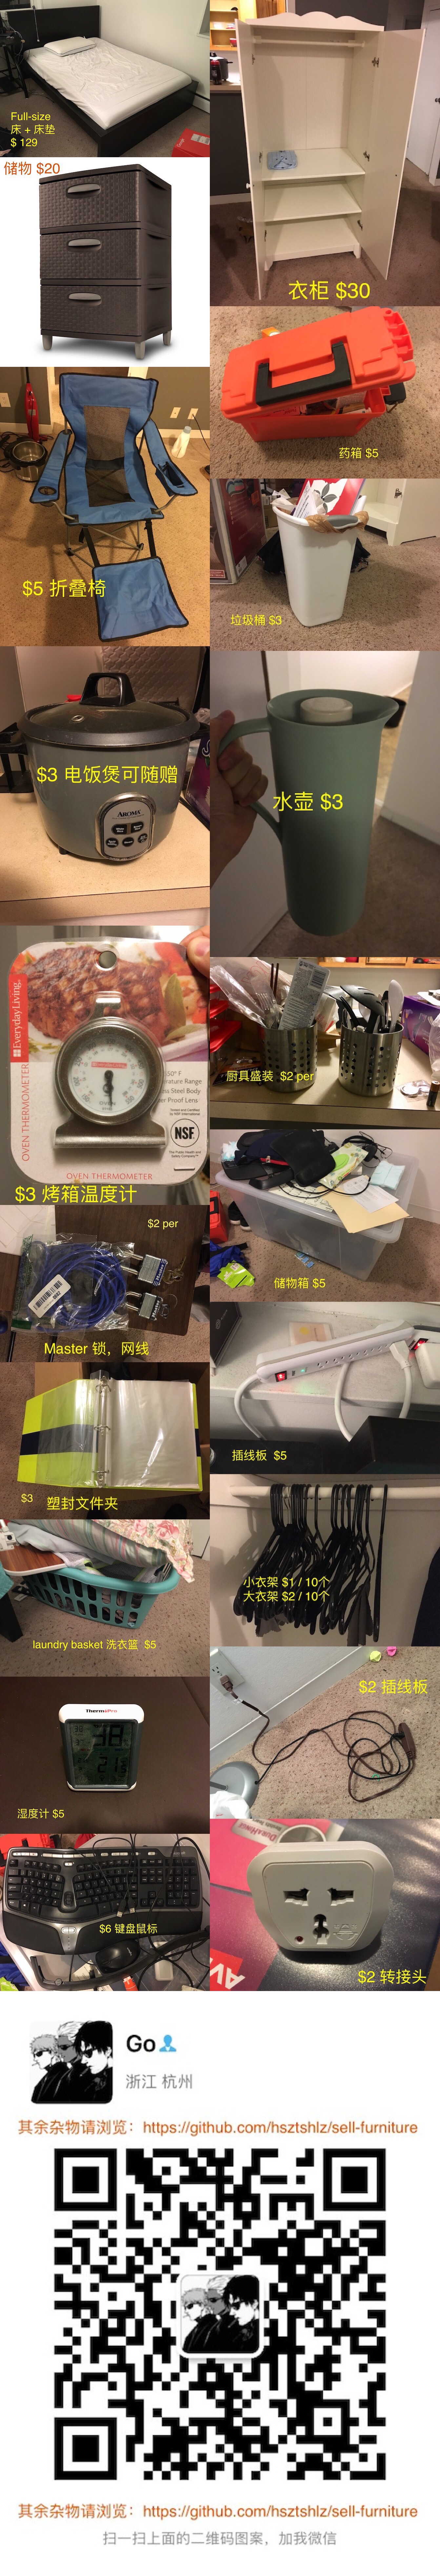 Full-size
床 + 床垫
$ 129
储物 $20
衣柜 $30
药箱 $5
$5 折叠椅
垃圾桶 $3
$3 电饭煲可随赠
AROMA
水壶 $3
EverydayLiving
OVEN THERMOMETER
NSF
OVEN THERMOMETER
$3 烤箱温度计
厨具盛装 $2 per
储物箱 $5
$2 per
Master 锁，网线
插线板 $5
$3 塑封文件夹
小衣架 $1 / 10个
大衣架 $2 / 10个
laundry basket 洗衣篮 $5
$2 插线板
ThermoPro
湿度计 $5
$6 键盘鼠标
$2 转接头
Go
浙江 杭州
其余杂物请浏览：https://github.com/hsztshlz/sell-furniture
其余杂物请浏览：https://github.com/hsztshlz/sell-furniture
扫一扫上面的二维码图案，加我微信